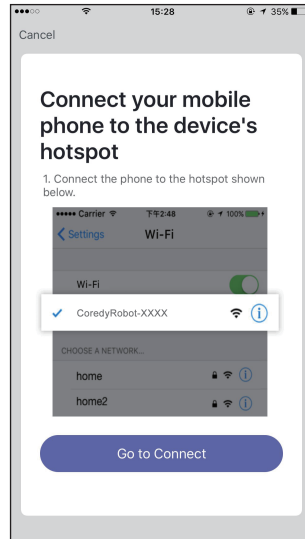 15:28
35%
Cancel
Connect your mobile
phone to the device's
hotspot
1. Connect the phone to the hotspot shown
below.
Carrier 下午2:48 100%
Settings Wi-Fi
Wi-Fi
CoredyRobot-XXXX
CHOOSE A NETWORK...
home
home2
Go to Connect